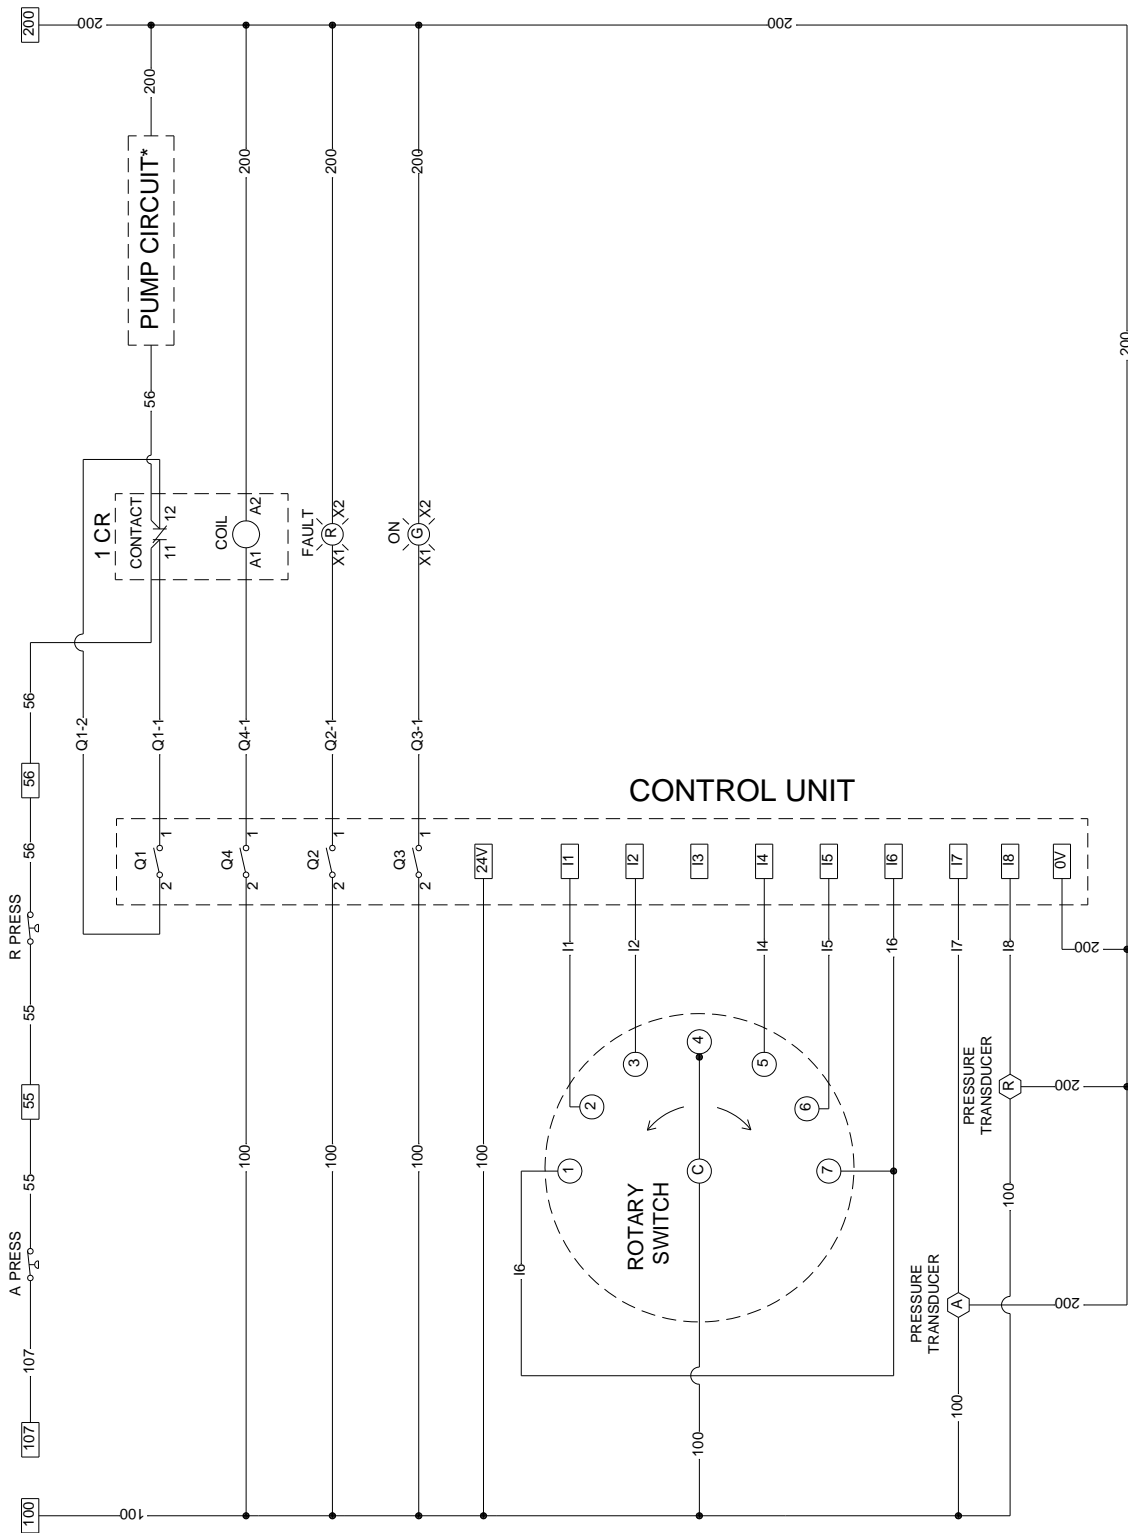 200
200
200
200
PUMP CIRCUIT*
200
200
200
56
1 CR
CONTACT
11
12
COIL
A1
A2
FAULT
X1
R
X2
ON
X1
G
X2
107
107
A PRESS
55
55
55
R PRESS
56
56
56
Q1-2
Q1-1
Q4-1
Q2-1
Q3-1
CONTROL UNIT
Q1
2
1
Q4
2
1
Q2
2
1
Q3
2
1
24V
I1
I2
I3
I4
I5
I6
I7
I8
0V
I1
I2
I4
I5
16
I7
I8
200
100
100
100
100
ROTARY
SWITCH
1
2
3
4
5
6
7
C
I6
PRESSURE
TRANSDUCER
R
200
100
PRESSURE
TRANSDUCER
A
200
100
100
100
100
200